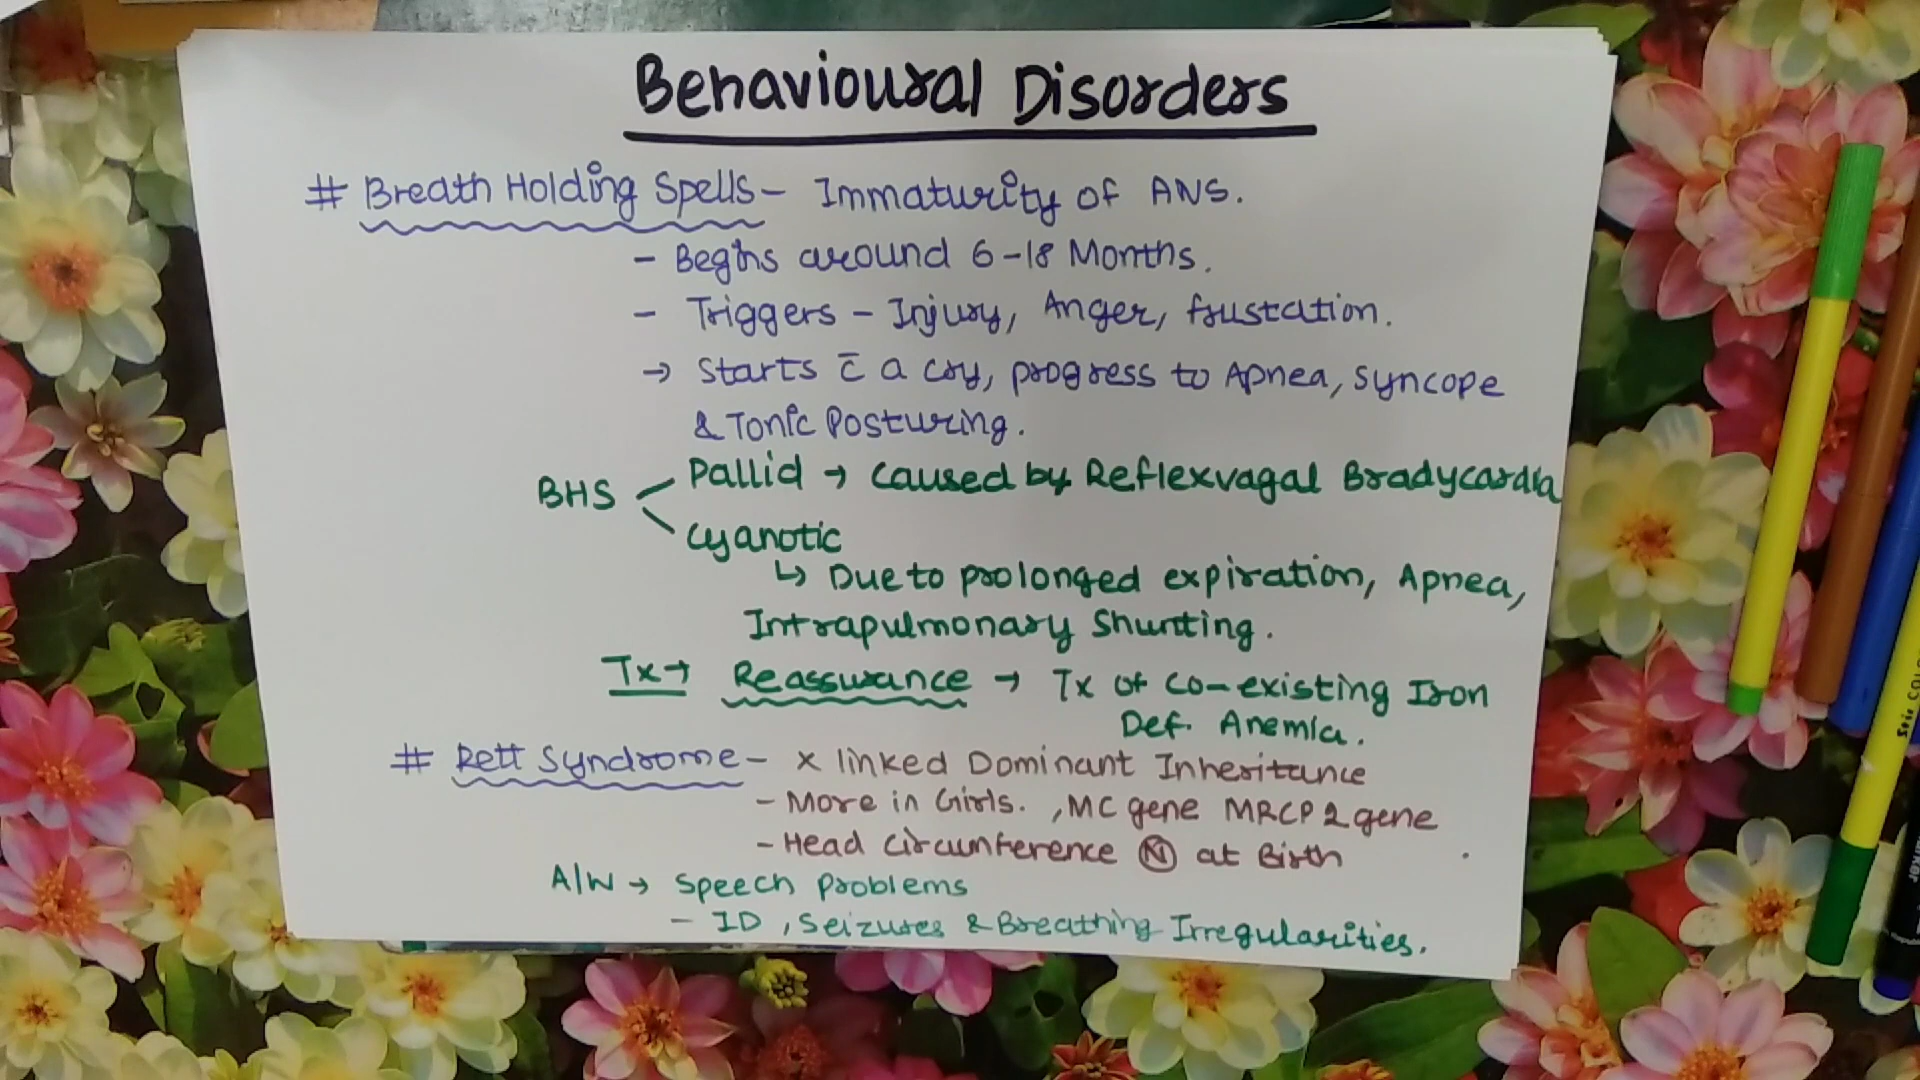 Behavioural Disorders
# Breath Holding Spells - Immaturity of ANS.
- Begins around 6-18 Months.
- Triggers - Injury, Anger, frustation.
→ Starts c̄ a cry, progress to Apnea, syncope
& Tonic Posturing.
BHS
Pallid → caused by Reflexvagal Bradycardia
Cyanotic
↳ Due to prolonged expiration, Apnea,
Intrapulmonary Shunting.
Tx → Reassurance → Tx of co-existing Iron
Def. Anemia.
# Rett Syndrome - X linked Dominant Inheritance
- More in Girls. , MC gene MRCP2 gene
- Head circumference Ⓝ at Birth
A/W → speech problems
- ID , Seizures & Breathing Irregularities.